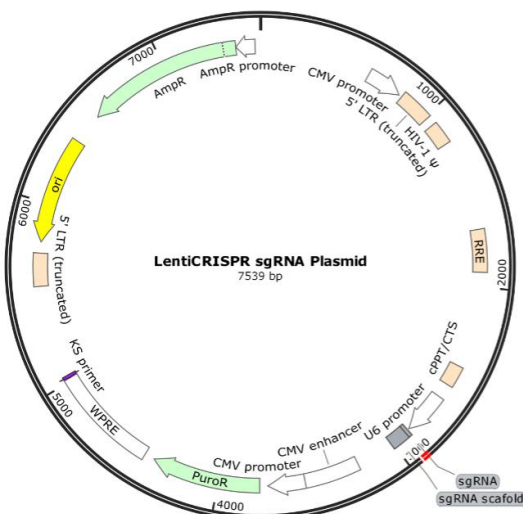 7000
AmpR promoter
AmpR
CMV promoter
5' LTR (truncated)
HIV-1 Ψ
1000
ori
6000
5' LTR (truncated)
LentiCRISPR sgRNA Plasmid
7539 bp
RRE
2000
cPPT/CTS
KS primer
5000
WPRE
U6 promoter
CMV enhancer
CMV promoter
PuroR
4000
sgRNA
sgRNA scafold